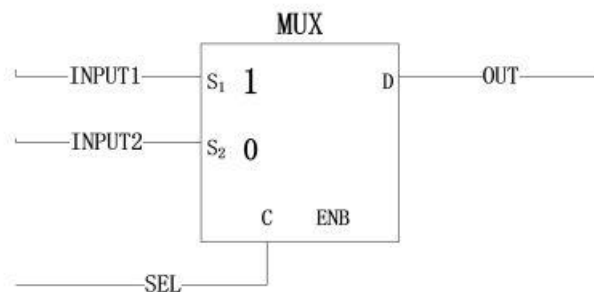 MUX
INPUT1 S₁ 1 D OUT
INPUT2 S₂ 0
C ENB
SEL